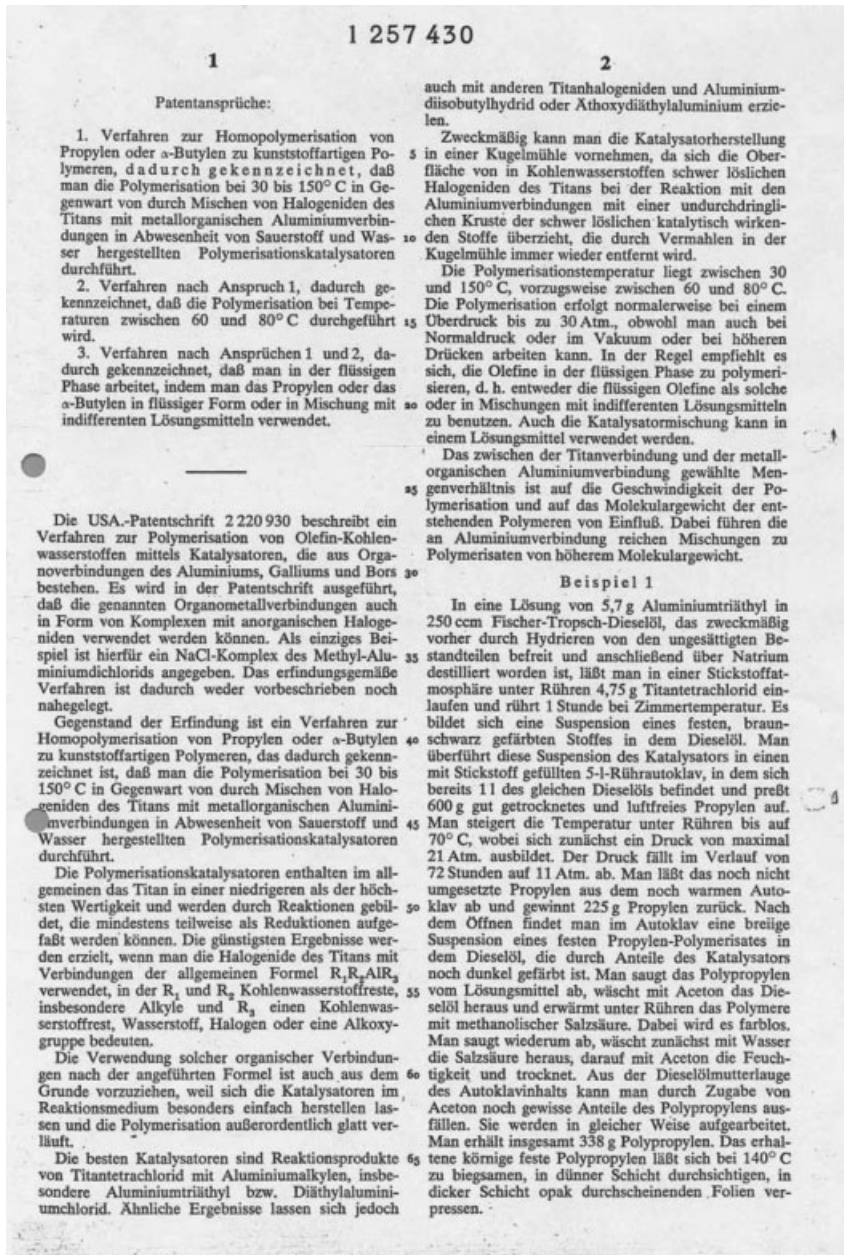 1 257 430
1
Patentansprüche:
1. Verfahren zur Homopolymerisation von
Propylen oder α-Butylen zu kunststoffartigen Po-
lymeren, dadurch gekennzeichnet, daß
man die Polymerisation bei 30 bis 150° C in Ge-
genwart von durch Mischen von Halogeniden des
Titans mit metallorganischen Aluminiumverbin-
dungen in Abwesenheit von Sauerstoff und Was-
ser hergestellten Polymerisationskatalysatoren
durchführt.
2. Verfahren nach Anspruch 1, dadurch ge-
kennzeichnet, daß die Polymerisation bei Tempe-
raturen zwischen 60 und 80° C durchgeführt
wird.
3. Verfahren nach Ansprüchen 1 und 2, da-
durch gekennzeichnet, daß man in der flüssigen
Phase arbeitet, indem man das Propylen oder das
α-Butylen in flüssiger Form oder in Mischung mit
indifferenten Lösungsmitteln verwendet.
Die USA.-Patentschrift 2 220 930 beschreibt ein
Verfahren zur Polymerisation von Olefin-Kohlen-
wasserstoffen mittels Katalysatoren, die aus Orga-
noverbindungen des Aluminiums, Galliums und Bors
bestehen. Es wird in der Patentschrift ausgeführt,
daß die genannten Organometallverbindungen auch
in Form von Komplexen mit anorganischen Haloge-
niden verwendet werden können. Als einziges Bei-
spiel ist hierfür ein NaCl-Komplex des Methyl-Alu-
miniumdichlorids angegeben. Das erfindungsgemäße
Verfahren ist dadurch weder vorbeschrieben noch
nahegelegt.
Gegenstand der Erfindung ist ein Verfahren zur
Homopolymerisation von Propylen oder α-Butylen
zu kunststoffartigen Polymeren, das dadurch gekenn-
zeichnet ist, daß man die Polymerisation bei 30 bis
150° C in Gegenwart von durch Mischen von Halo-
geniden des Titans mit metallorganischen Alumini-
umverbindungen in Abwesenheit von Sauerstoff und
Wasser hergestellten Polymerisationskatalysatoren
durchführt.
Die Polymerisationskatalysatoren enthalten im all-
gemeinen das Titan in einer niedrigeren als der höch-
sten Wertigkeit und werden durch Reaktionen gebil-
det, die mindestens teilweise als Reduktionen aufge-
faßt werden können. Die günstigsten Ergebnisse wer-
den erzielt, wenn man die Halogenide des Titans mit
Verbindungen der allgemeinen Formel R₁R₂AlR₃
verwendet, in der R₁ und R₂ Kohlenwasserstoffreste,
insbesondere Alkyle und R₃ einen Kohlenwas-
serstoffrest, Wasserstoff, Halogen oder eine Alkoxy-
gruppe bedeuten.
Die Verwendung solcher organischer Verbindun-
gen nach der angeführten Formel ist auch aus dem
Grunde vorzuziehen, weil sich die Katalysatoren im
Reaktionsmedium besonders einfach herstellen las-
sen und die Polymerisation außerordentlich glatt ver-
läuft.
Die besten Katalysatoren sind Reaktionsprodukte
von Titantetrachlorid mit Aluminiumalkylen, insbe-
sondere Aluminiumtriäthyl bzw. Diäthylalumini-
umchlorid. Ähnliche Ergebnisse lassen sich jedoch
5
10
15
20
25
30
35
40
45
50
55
60
65
2
auch mit anderen Titanhalogeniden und Aluminium-
diisobutylhydrid oder Äthoxydiäthylaluminium erzie-
len.
Zweckmäßig kann man die Katalysatorherstellung
in einer Kugelmühle vornehmen, da sich die Ober-
fläche von in Kohlenwasserstoffen schwer löslichen
Halogeniden des Titans bei der Reaktion mit den
Aluminiumverbindungen mit einer undurchdringli-
chen Kruste der schwer löslichen katalytisch wirken-
den Stoffe überzieht, die durch Vermahlen in der
Kugelmühle immer wieder entfernt wird.
Die Polymerisationstemperatur liegt zwischen 30
und 150° C, vorzugsweise zwischen 60 und 80° C.
Die Polymerisation erfolgt normalerweise bei einem
Überdruck bis zu 30 Atm., obwohl man auch bei
Normaldruck oder im Vakuum oder bei höheren
Drücken arbeiten kann. In der Regel empfiehlt es
sich, die Olefine in der flüssigen Phase zu polymeri-
sieren, d. h. entweder die flüssigen Olefine als solche
oder in Mischungen mit indifferenten Lösungsmitteln
zu benutzen. Auch die Katalysatormischung kann in
einem Lösungsmittel verwendet werden.
Das zwischen der Titanverbindung und der metall-
organischen Aluminiumverbindung gewählte Men-
genverhältnis ist auf die Geschwindigkeit der Po-
lymerisation und auf das Molekulargewicht der ent-
stehenden Polymeren von Einfluß. Dabei führen die
an Aluminiumverbindung reichen Mischungen zu
Polymerisaten von höherem Molekulargewicht.
Beispiel 1
In eine Lösung von 5,7 g Aluminiumtriäthyl in
250 ccm Fischer-Tropsch-Dieselöl, das zweckmäßig
vorher durch Hydrieren von den ungesättigten Be-
standteilen befreit und anschließend über Natrium
destilliert worden ist, läßt man in einer Stickstoffat-
mosphäre unter Rühren 4,75 g Titantetrachlorid ein-
laufen und rührt 1 Stunde bei Zimmertemperatur. Es
bildet sich eine Suspension eines festen, braun-
schwarz gefärbten Stoffes in dem Dieselöl. Man
überführt diese Suspension des Katalysators in einen
mit Stickstoff gefüllten 5-l-Rührautoklav, in dem sich
bereits 1 l des gleichen Dieselöls befindet und preßt
600 g gut getrocknetes und luftfreies Propylen auf.
Man steigert die Temperatur unter Rühren bis auf
70° C, wobei sich zunächst ein Druck von maximal
21 Atm. ausbildet. Der Druck fällt im Verlauf von
72 Stunden auf 11 Atm. ab. Man läßt das noch nicht
umgesetzte Propylen aus dem noch warmen Auto-
klav ab und gewinnt 225 g Propylen zurück. Nach
dem Öffnen findet man im Autoklav eine breiige
Suspension eines festen Propylen-Polymerisates in
dem Dieselöl, die durch Anteile des Katalysators
noch dunkel gefärbt ist. Man saugt das Polypropylen
vom Lösungsmittel ab, wäscht mit Aceton das Die-
selöl heraus und erwärmt unter Rühren das Polymere
mit methanolischer Salzsäure. Dabei wird es farblos.
Man saugt wiederum ab, wäscht zunächst mit Wasser
die Salzsäure heraus, darauf mit Aceton die Feuch-
tigkeit und trocknet. Aus der Dieselölmutterlauge
des Autoklavinhalts kann man durch Zugabe von
Aceton noch gewisse Anteile des Polypropylens aus-
fällen. Sie werden in gleicher Weise aufgearbeitet.
Man erhält insgesamt 338 g Polypropylen. Das erhal-
tene körnige feste Polypropylen läßt sich bei 140° C
zu biegsamen, in dünner Schicht durchsichtigen, in
dicker Schicht opak durchscheinenden Folien ver-
pressen.